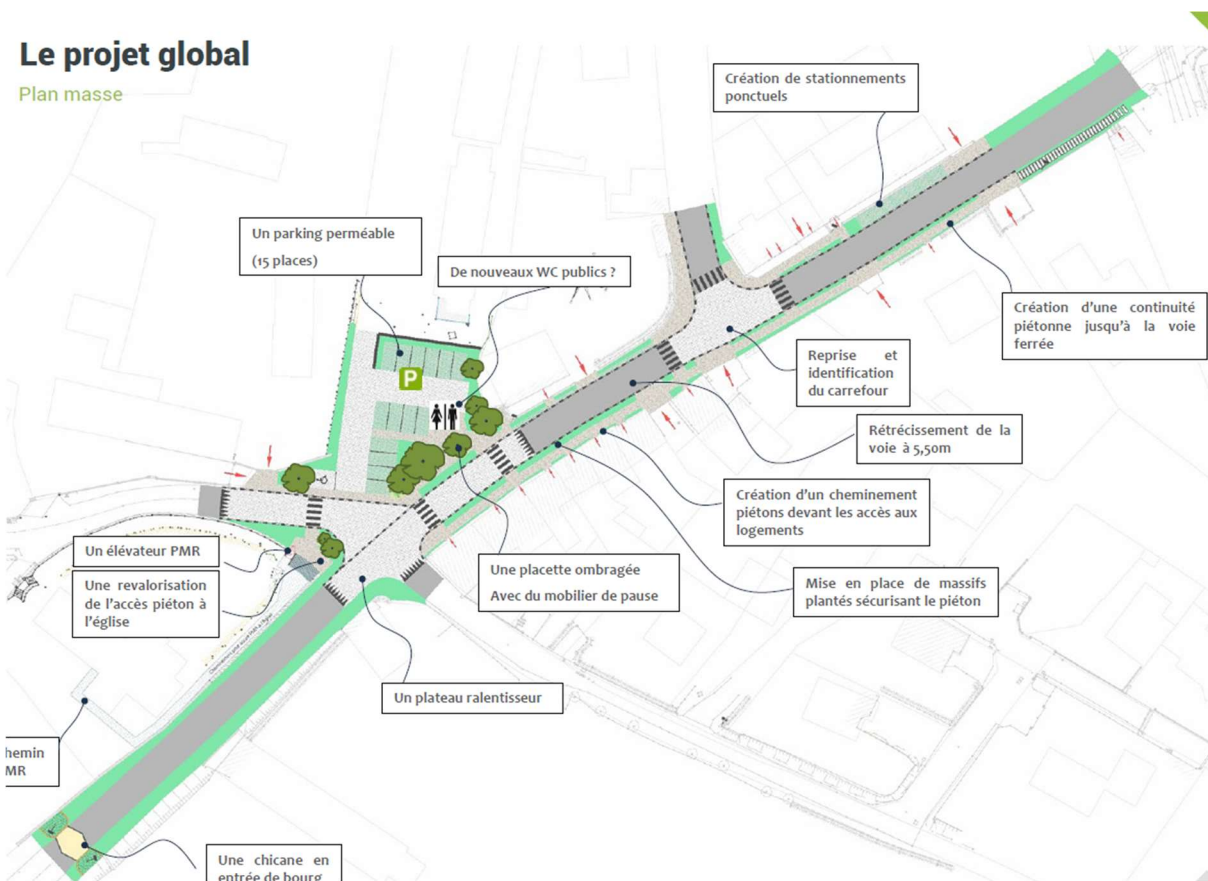 Le projet global
Plan masse
Création de stationnements
ponctuels
Un parking perméable
(15 places)
De nouveaux WC publics ?
P
Création d'une continuité
piétonne jusqu'à la voie
ferrée
Reprise et
identification
du carrefour
Rétrécissement de la
voie à 5,50m
Création d'un cheminement
piétons devant les accès aux
logements
Un élévateur PMR
Une revalorisation
de l'accès piéton à
l'église
Une placette ombragée
Avec du mobilier de pause
Mise en place de massifs
plantés sécurisant le piéton
Un plateau ralentisseur
hemin
MR
Une chicane en
entrée de bourg